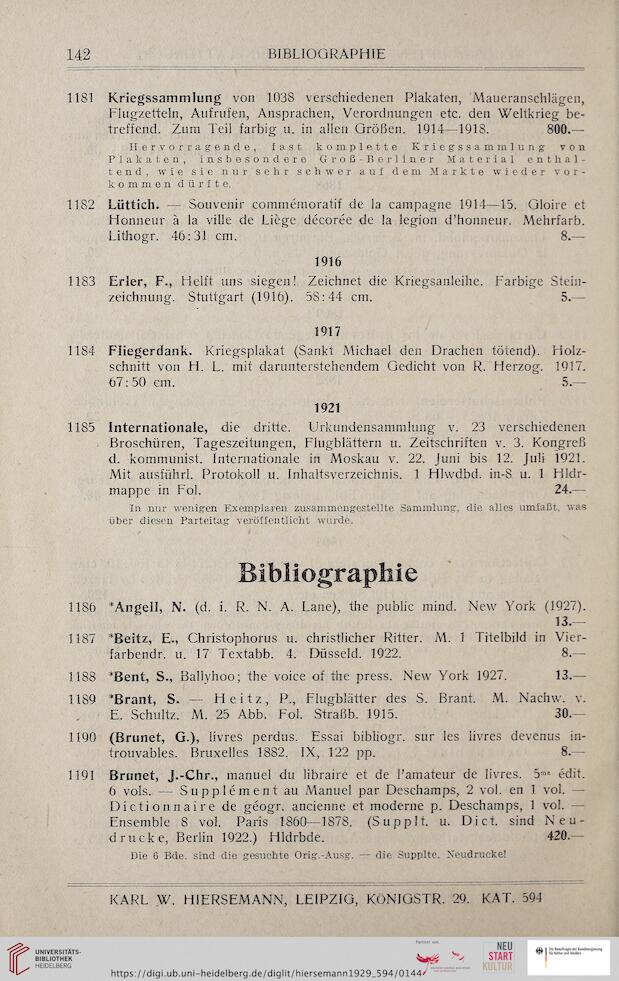 142 BIBLIOGRAPHIE
1181 Kriegssammlung von 1038 verschiedenen Plakaten, Maueranschlägen,
Flugzetteln, Aufrufen, Ansprachen, Verordnungen etc. den Weltkrieg be-
treffend. Zum Teil farbig u. in allen Größen. 1914—1918. 800.—
Hervorragende, fast komplette Kriegssammlung von
Plakaten, insbesondere Groß-Berliner Material enthal-
tend, wie sie nur sehr schwer auf dem Markte wieder vor-
kommen dürfte.
1182 Lüttich. — Souvenir commémoratif de la campagne 1914—15. Gloire et
Honneur à la ville de Liège décorée de la legion d'honneur. Mehrfarb.
Lithogr. 46:31 cm. 8.—
1916
1183 Erler, F., Helft uns siegen! Zeichnet die Kriegsanleihe. Farbige Stein-
zeichnung. Stuttgart (1916). 58:44 cm. 5.—
1917
1184 Fliegerdank. Kriegsplakat (Sankt Michael den Drachen tötend). Holz-
schnitt von H. L. mit darunterstehendem Gedicht von R. Herzog. 1917.
67:50 cm. 5.—
1921
1185 Internationale, die dritte. Urkundensammlung v. 23 verschiedenen
Broschüren, Tageszeitungen, Flugblättern u. Zeitschriften v. 3. Kongreß
d. kommunist. Internationale in Moskau v. 22. Juni bis 12. Juli 1921.
Mit ausführl. Protokoll u. Inhaltsverzeichnis. 1 Hlwdbd. in-8 u. 1 Hldr-
mappe in Fol. 24.—
In nur wenigen Exemplaren zusammengestellte Sammlung, die alles umfaßt, was
über diesen Parteitag veröffentlicht wurde.
Bibliographie
1186 *Angell, N. (d. i. R. N. A. Lane), the public mind. New York (1927).
13.—
1187 *Beitz, E., Christophorus u. christlicher Ritter. M. 1 Titelbild in Vier-
farbendr. u. 17 Textabb. 4. Düsseld. 1922. 8.—
1188 *Bent, S., Ballyhoo; the voice of the press. New York 1927. 13.—
1189 *Brant, S. — Heitz, P., Flugblätter des S. Brant. M. Nachw. v.
E. Schultz. M. 25 Abb. Fol. Straßb. 1915. 30.—
1190 (Brunet, G.), livres perdus. Essai bibliogr. sur les livres devenus in-
trouvables. Bruxelles 1882. IX, 122 pp. 8.—
1191 Brunet, J.-Chr., manuel du libraire et de l'amateur de livres. 5me édit.
6 vols. — Supplément au Manuel par Deschamps, 2 vol. en 1 vol. —
Dictionnaire de géogr. ancienne et moderne p. Deschamps, 1 vol. —
Ensemble 8 vol. Paris 1860—1878. (Supplt. u. Dict. sind Neu-
drucke, Berlin 1922.) Hldrbde. 420.—
Die 6 Bde. sind die gesuchte Orig.-Ausg. — die Supplte. Neudrucke!
KARL W. HIERSEMANN, LEIPZIG, KÖNIGSTR. 29. KAT. 594
UNIVERSITÄTS-
BIBLIOTHEK
HEIDELBERG
https://digi.ub.uni-heidelberg.de/diglit/hiersemann1929_594/0144
Partner von
NEU
START
KULTUR
Die Beauftragte der Bundesregierung
für Kultur und Medien